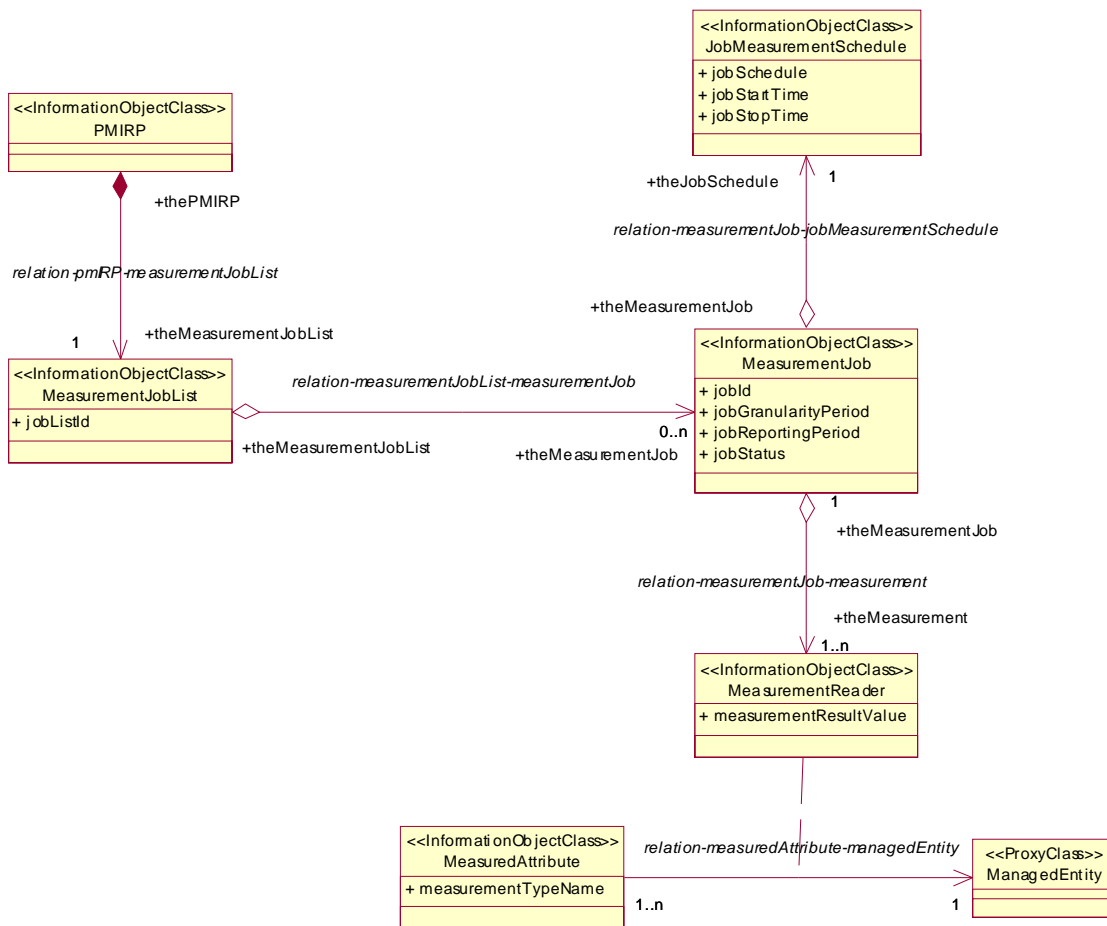 <<InformationObjectClass>>
JobMeasurementSchedule
+ jobSchedule
+ jobStartTime
+ jobStopTime
<<InformationObjectClass>>
PMIRP
+theJobSchedule
1
+thePMIRP
relation-measurementJob-jobMeasurementSchedule
relation-pmIRP-measurementJobList
+theMeasurementJob
1
+theMeasurementJobList
<<InformationObjectClass>>
MeasurementJobList
+ jobListId
relation-measurementJobList-measurementJob
<<InformationObjectClass>>
MeasurementJob
+ jobId
+ jobGranularityPeriod
+ jobReportingPeriod
+ jobStatus
0..n
+theMeasurementJobList
+theMeasurementJob
1
+theMeasurementJob
relation-measurementJob-measurement
+theMeasurement
1..n
<<InformationObjectClass>>
MeasurementReader
+ measurementResultValue
<<InformationObjectClass>>
MeasuredAttribute
+ measurementTypeName
relation-measuredAttribute-managedEntity
<<ProxyClass>>
ManagedEntity
1..n
1